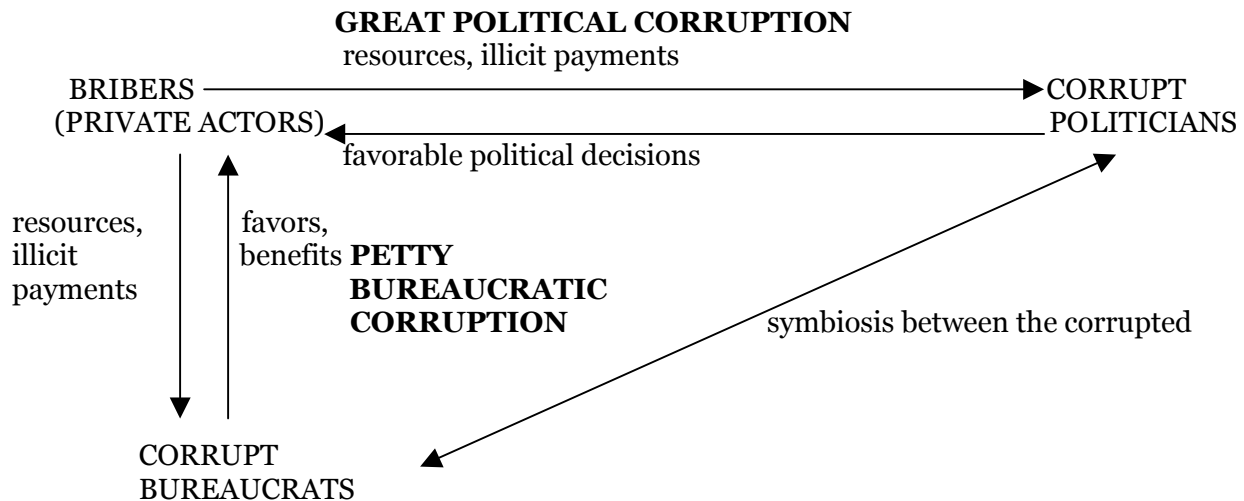 GREAT POLITICAL CORRUPTION
resources, illicit payments
BRIBERS
(PRIVATE ACTORS)
CORRUPT
POLITICIANS
favorable political decisions
resources,
illicit
payments
favors,
benefits
PETTY
BUREAUCRATIC
CORRUPTION
symbiosis between the corrupted
CORRUPT
BUREAUCRATS